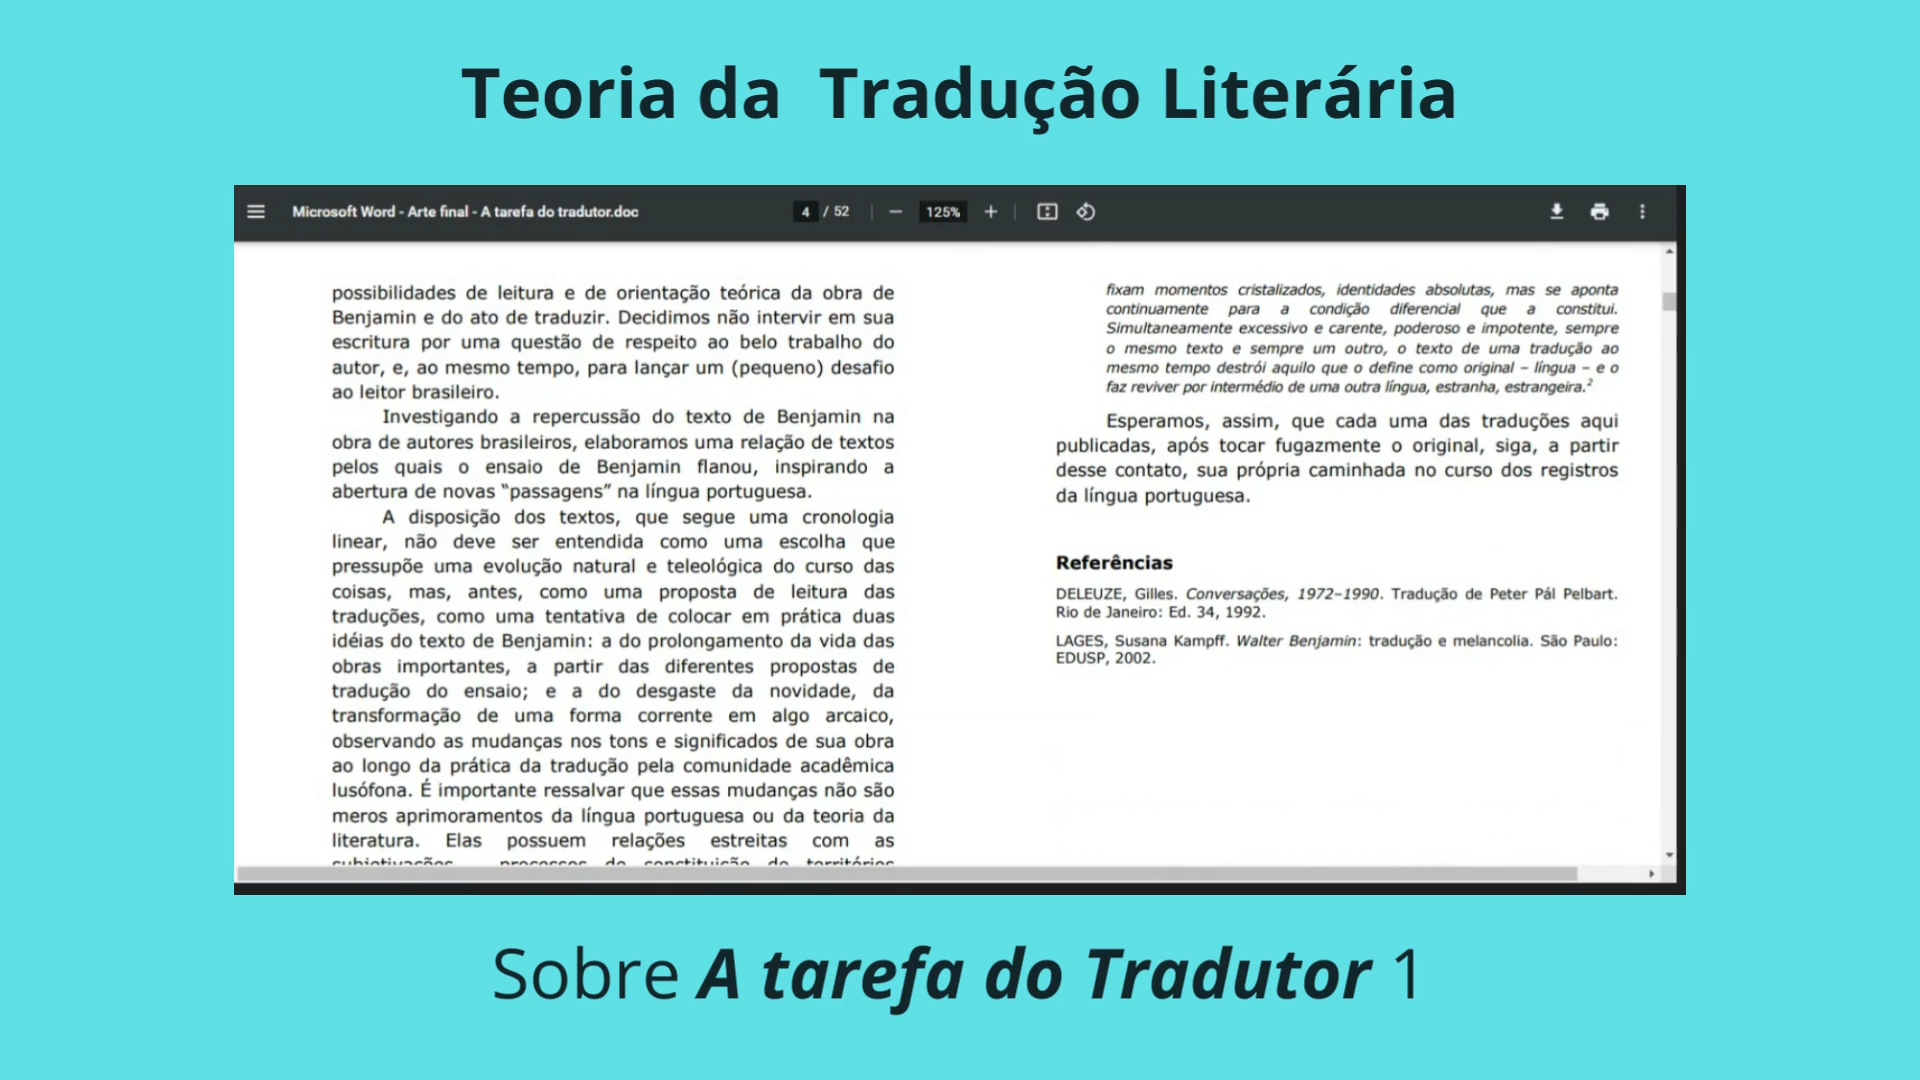 Teoria da Tradução Literária
Microsoft Word - Arte final - A tarefa do tradutor.doc
4 / 52
125%
possibilidades de leitura e de orientação teórica da obra de
Benjamin e do ato de traduzir. Decidimos não intervir em sua
escritura por uma questão de respeito ao belo trabalho do
autor, e, ao mesmo tempo, para lançar um (pequeno) desafio
ao leitor brasileiro.
Investigando a repercussão do texto de Benjamin na
obra de autores brasileiros, elaboramos uma relação de textos
pelos quais o ensaio de Benjamin flanou, inspirando a
abertura de novas “passagens” na língua portuguesa.
A disposição dos textos, que segue uma cronologia
linear, não deve ser entendida como uma escolha que
pressupõe uma evolução natural e teleológica do curso das
coisas, mas, antes, como uma proposta de leitura das
traduções, como uma tentativa de colocar em prática duas
idéias do texto de Benjamin: a do prolongamento da vida das
obras importantes, a partir das diferentes propostas de
tradução do ensaio; e a do desgaste da novidade, da
transformação de uma forma corrente em algo arcaico,
observando as mudanças nos tons e significados de sua obra
ao longo da prática da tradução pela comunidade acadêmica
lusófona. É importante ressalvar que essas mudanças não são
meros aprimoramentos da língua portuguesa ou da teoria da
literatura. Elas possuem relações estreitas com as
subjetivações – processos de constituição de territórios
fixam momentos cristalizados, identidades absolutas, mas se aponta
continuamente para a condição diferencial que a constitui.
Simultaneamente excessivo e carente, poderoso e impotente, sempre
o mesmo texto e sempre um outro, o texto de uma tradução ao
mesmo tempo destrói aquilo que o define como original – língua – e o
faz reviver por intermédio de uma outra língua, estranha, estrangeira.²
Esperamos, assim, que cada uma das traduções aqui
publicadas, após tocar fugazmente o original, siga, a partir
desse contato, sua própria caminhada no curso dos registros
da língua portuguesa.
Referências
DELEUZE, Gilles. Conversações, 1972–1990. Tradução de Peter Pál Pelbart.
Rio de Janeiro: Ed. 34, 1992.
LAGES, Susana Kampff. Walter Benjamin: tradução e melancolia. São Paulo:
EDUSP, 2002.
Sobre A tarefa do Tradutor 1